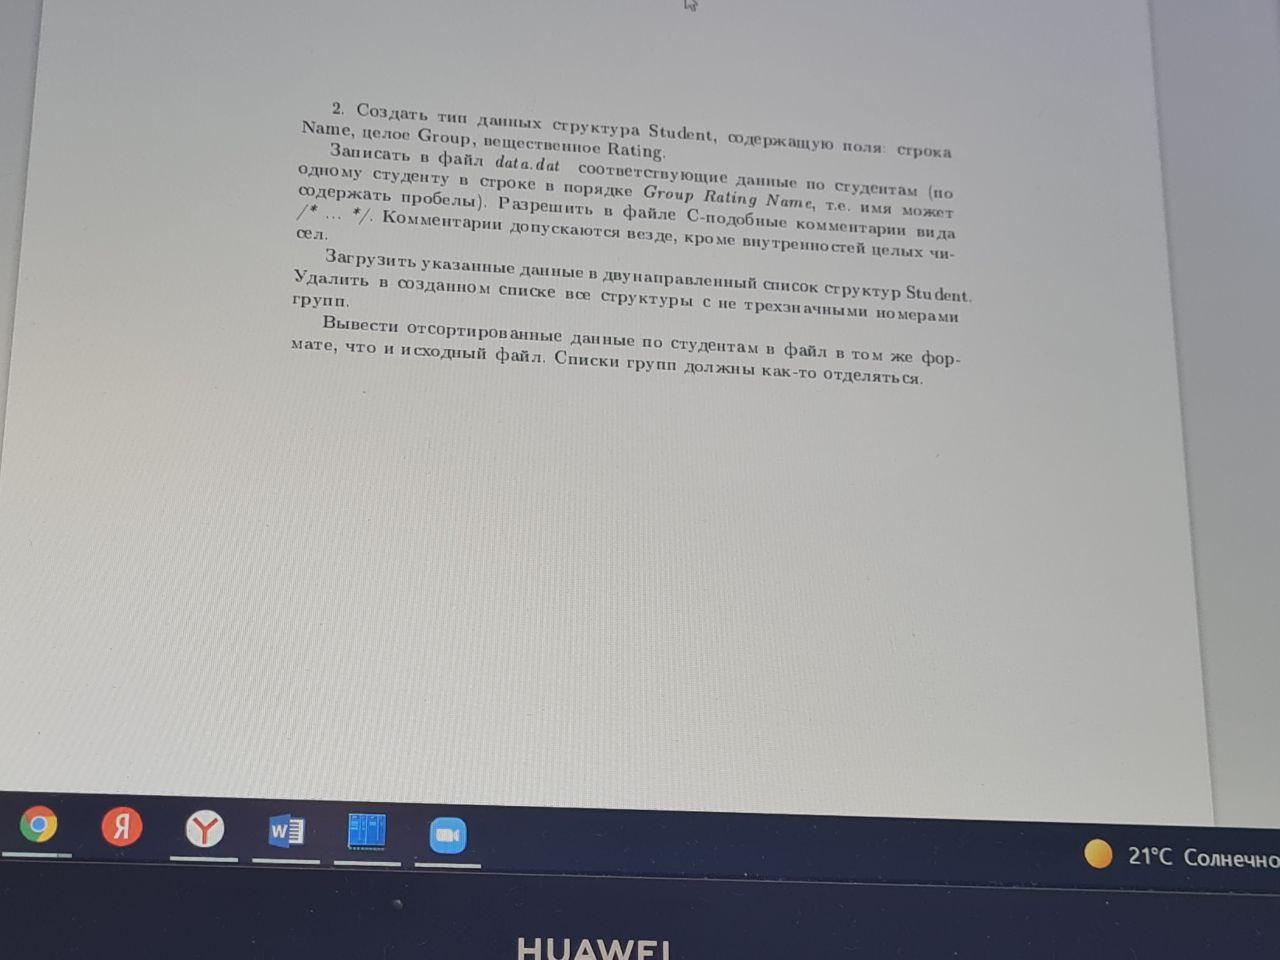 2. Создать тип данных структура Student, содержащую поля: строка
Name, целое Group, вещественное Rating.
Записать в файл data.dat соответствующие данные по студентам (по
одному студенту в строке в порядке Group Rating Name, т.е. имя может
содержать пробелы). Разрешить в файле С-подобные комментарии вида
/* ... */. Комментарии допускаются везде, кроме внутренностей целых чи-
сел.
Загрузить указанные данные в двунаправленный список структур Student.
Удалить в созданном списке все структуры с не трехзначными номерами
групп.
Вывести отсортированные данные по студентам в файл в том же фор-
мате, что и исходный файл. Списки групп должны как-то отделяться.
Я
Y
W
21°C Солнечно
HUAWEI